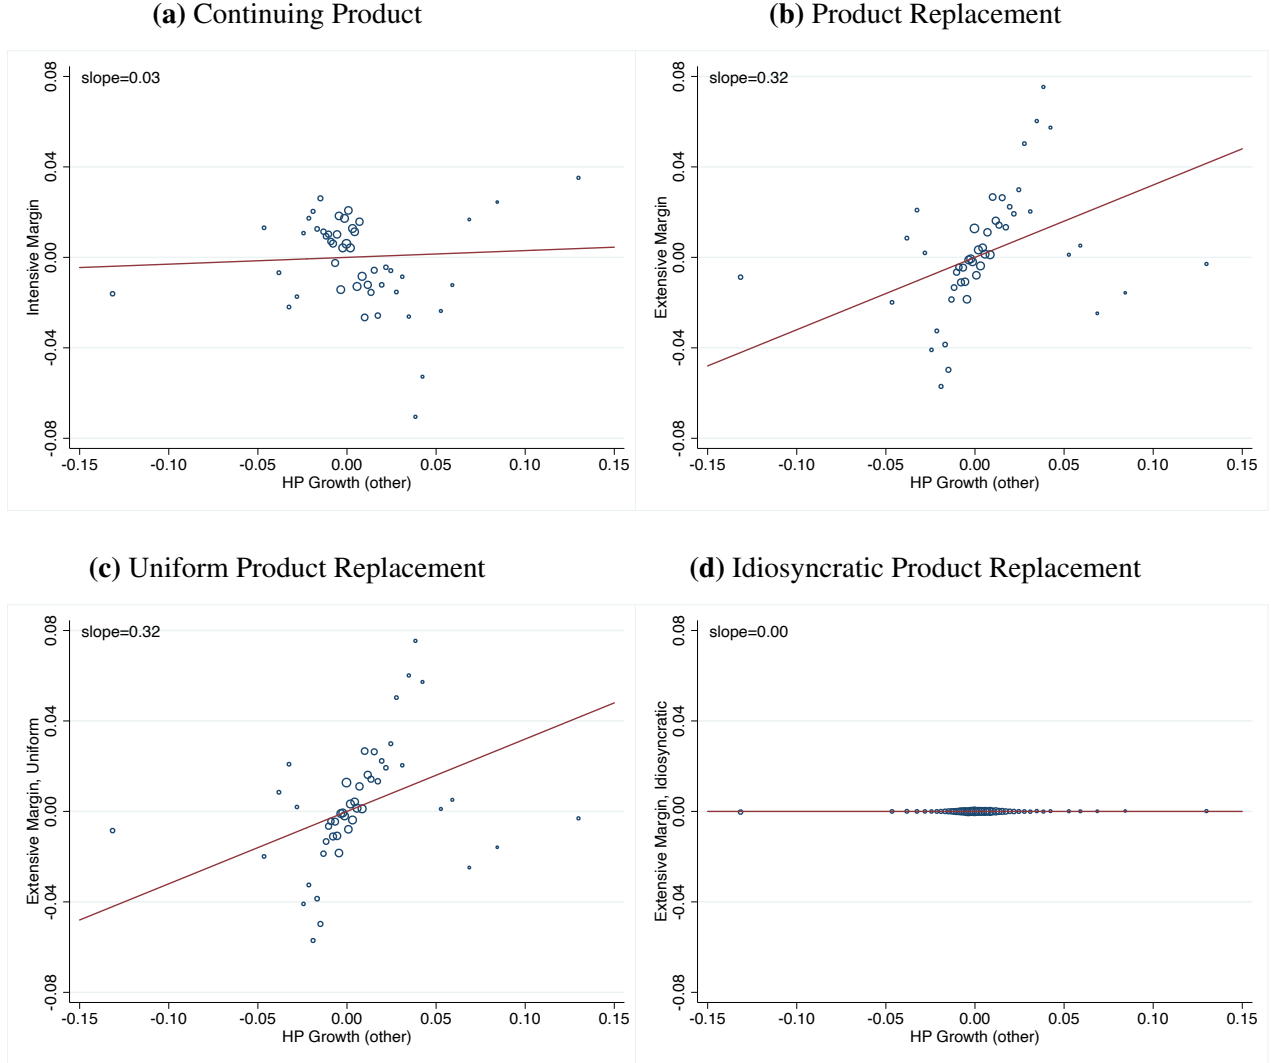 (a) Continuing Product
slope=0.03
Intensive Margin
0.08
0.04
0.00
-0.04
-0.08
-0.15 -0.10 -0.05 0.00 0.05 0.10 0.15
HP Growth (other)
(b) Product Replacement
slope=0.32
Extensive Margin
0.08
0.04
0.00
-0.04
-0.08
-0.15 -0.10 -0.05 0.00 0.05 0.10 0.15
HP Growth (other)
(c) Uniform Product Replacement
slope=0.32
Extensive Margin, Uniform
0.08
0.04
0.00
-0.04
-0.08
-0.15 -0.10 -0.05 0.00 0.05 0.10 0.15
HP Growth (other)
(d) Idiosyncratic Product Replacement
slope=0.00
Extensive Margin, Idiosyncratic
0.08
0.04
0.00
-0.04
-0.08
-0.15 -0.10 -0.05 0.00 0.05 0.10 0.15
HP Growth (other)